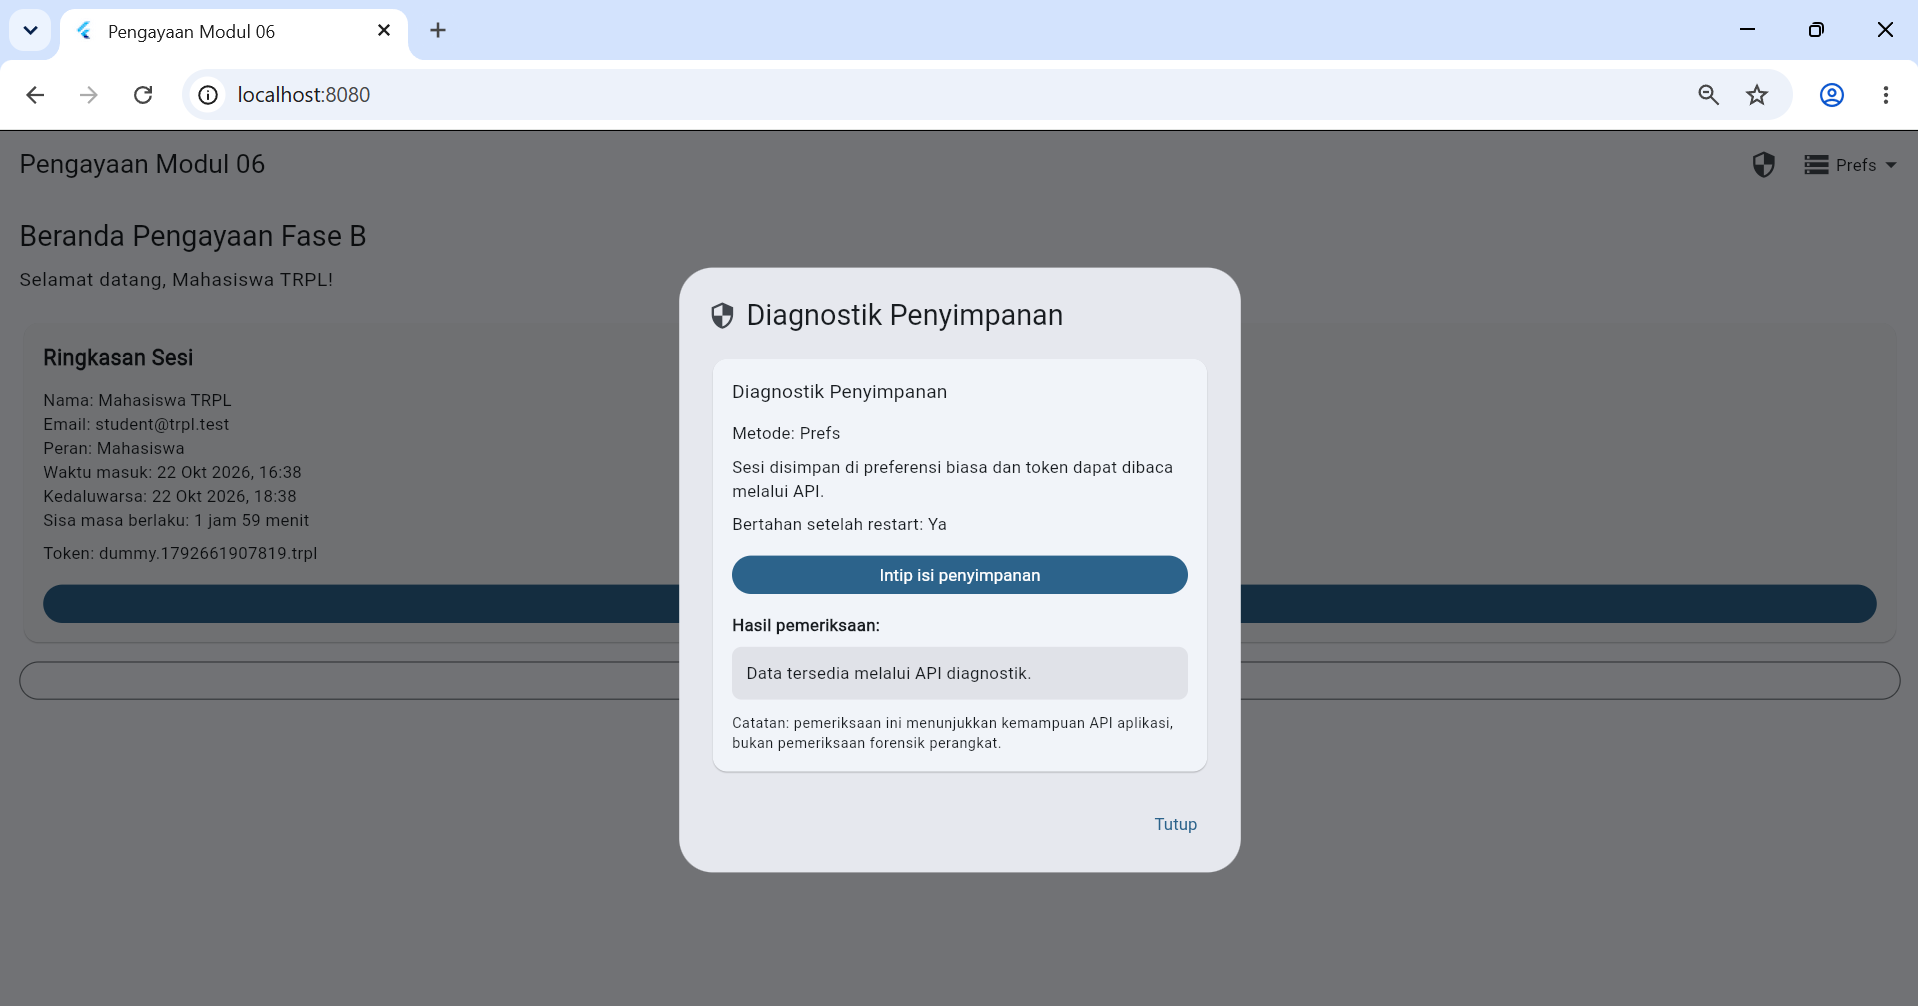 Pengayaan Modul 06
localhost:8080
Pengayaan Modul 06
Prefs
Beranda Pengayaan Fase B
Selamat datang, Mahasiswa TRPL!
Ringkasan Sesi
Nama: Mahasiswa TRPL
Email: student@trpl.test
Peran: Mahasiswa
Waktu masuk: 22 Okt 2026, 16:38
Kedaluwarsa: 22 Okt 2026, 18:38
Sisa masa berlaku: 1 jam 59 menit
Token: dummy.1792661907819.trpl
Diagnostik Penyimpanan
Diagnostik Penyimpanan
Metode: Prefs
Sesi disimpan di preferensi biasa dan token dapat dibaca
melalui API.
Bertahan setelah restart: Ya
Intip isi penyimpanan
Hasil pemeriksaan:
Data tersedia melalui API diagnostik.
Catatan: pemeriksaan ini menunjukkan kemampuan API aplikasi,
bukan pemeriksaan forensik perangkat.
Tutup